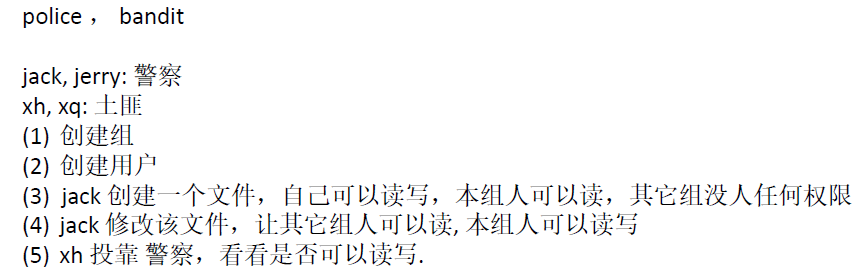 police ， bandit
jack, jerry: 警察
xh, xq: 土匪
(1) 创建组
(2) 创建用户
(3) jack 创建一个文件，自己可以读写，本组人可以读，其它组没人任何权限
(4) jack 修改该文件，让其它组人可以读, 本组人可以读写
(5) xh 投靠 警察，看看是否可以读写.